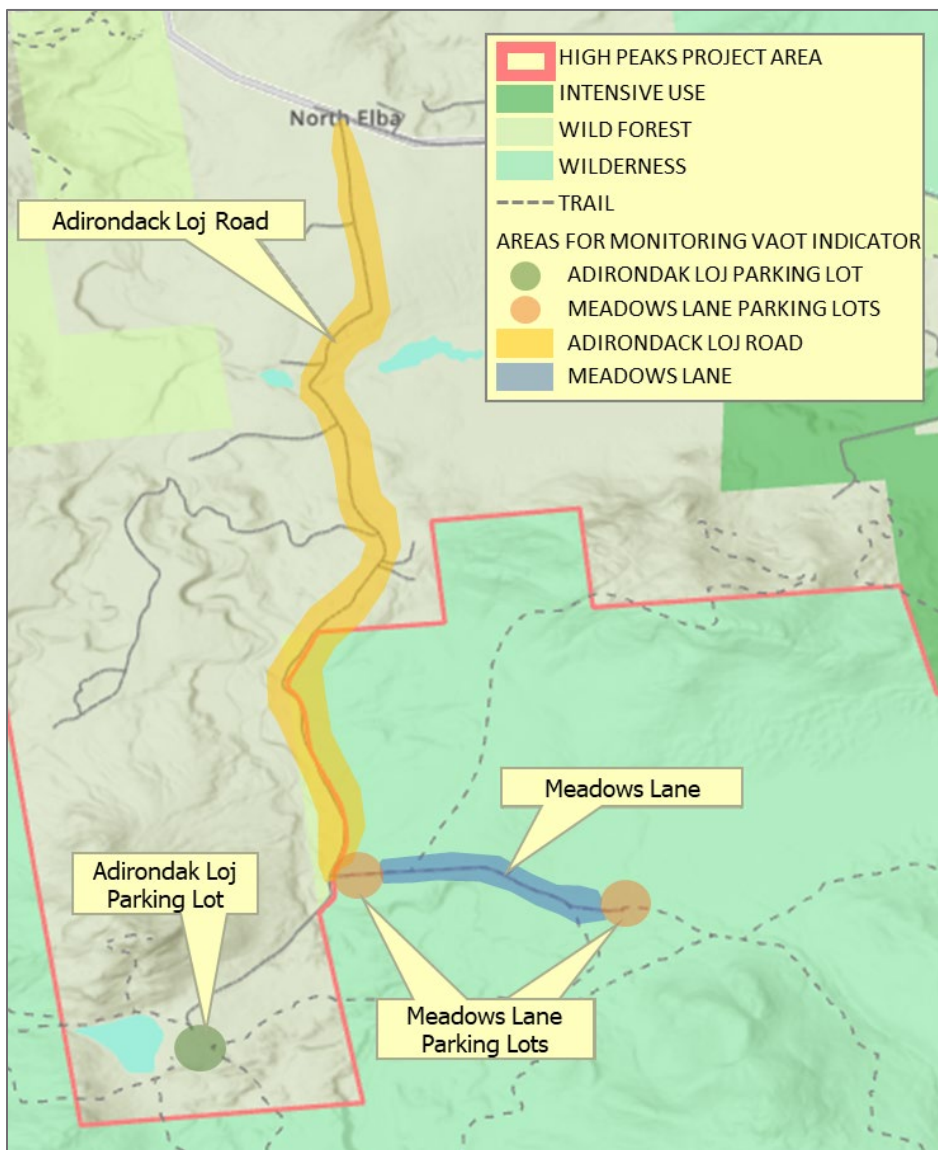 North Elba
Adirondack Loj Road
HIGH PEAKS PROJECT AREA
INTENSIVE USE
WILD FOREST
WILDERNESS
TRAIL
AREAS FOR MONITORING VAOT INDICATOR
ADIRONDAK LOJ PARKING LOT
MEADOWS LANE PARKING LOTS
ADIRONDACK LOJ ROAD
MEADOWS LANE
Meadows Lane
Adirondak Loj
Parking Lot
Meadows Lane
Parking Lots